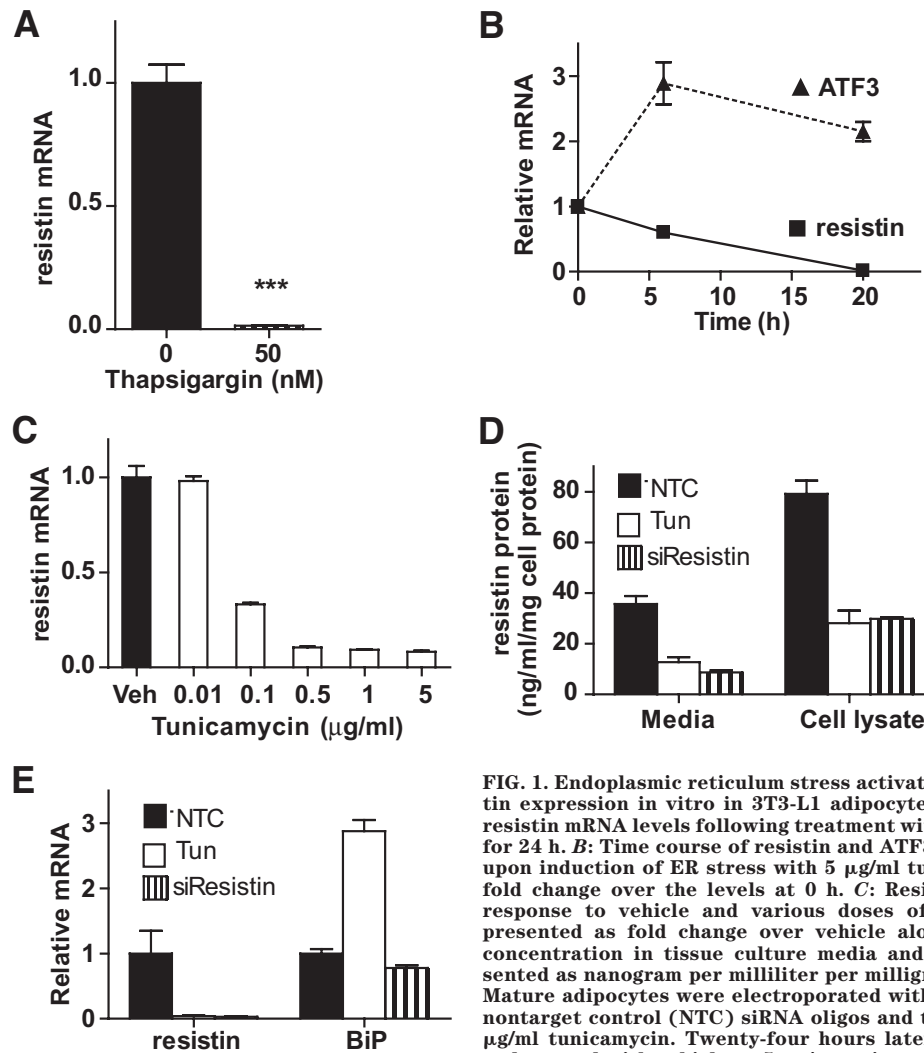 A
resistin mRNA
1.0
0.5
0.0
***
0
50
Thapsigargin (nM)
B
Relative mRNA
3
2
1
0
ATF3
resistin
0
5
10
15
20
Time (h)
C
resistin mRNA
1.0
0.5
0.0
Veh
0.01
0.1
0.5
1
5
Tunicamycin (µg/ml)
D
resistin protein
(ng/ml/mg cell protein)
80
60
40
20
0
NTC
Tun
siResistin
Media
Cell lysate
E
Relative mRNA
3
2
1
0
NTC
Tun
siResistin
resistin
BiP
FIG. 1. Endoplasmic reticulum stress activat
tin expression in vitro in 3T3-L1 adipocyte
resistin mRNA levels following treatment wi
for 24 h. B: Time course of resistin and ATF
upon induction of ER stress with 5 µg/ml tu
fold change over the levels at 0 h. C: Resi
response to vehicle and various doses of
presented as fold change over vehicle alo
concentration in tissue culture media and
sented as nanogram per milliliter per millig
Mature adipocytes were electroporated with
nontarget control (NTC) siRNA oligos and t
µg/ml tunicamycin. Twenty-four hours late